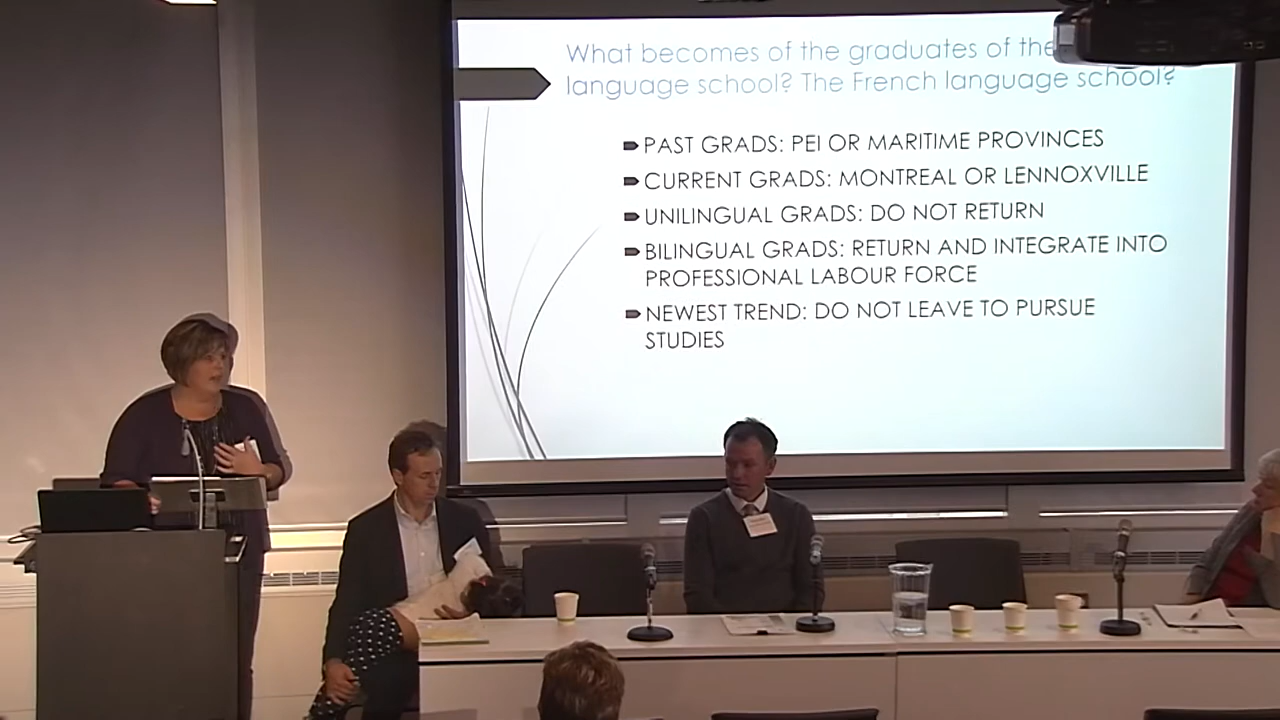 What becomes of the graduates of the
language school? The French language school?
PAST GRADS: PEI OR MARITIME PROVINCES
CURRENT GRADS: MONTREAL OR LENNOXVILLE
UNILINGUAL GRADS: DO NOT RETURN
BILINGUAL GRADS: RETURN AND INTEGRATE INTO
PROFESSIONAL LABOUR FORCE
NEWEST TREND: DO NOT LEAVE TO PURSUE
STUDIES